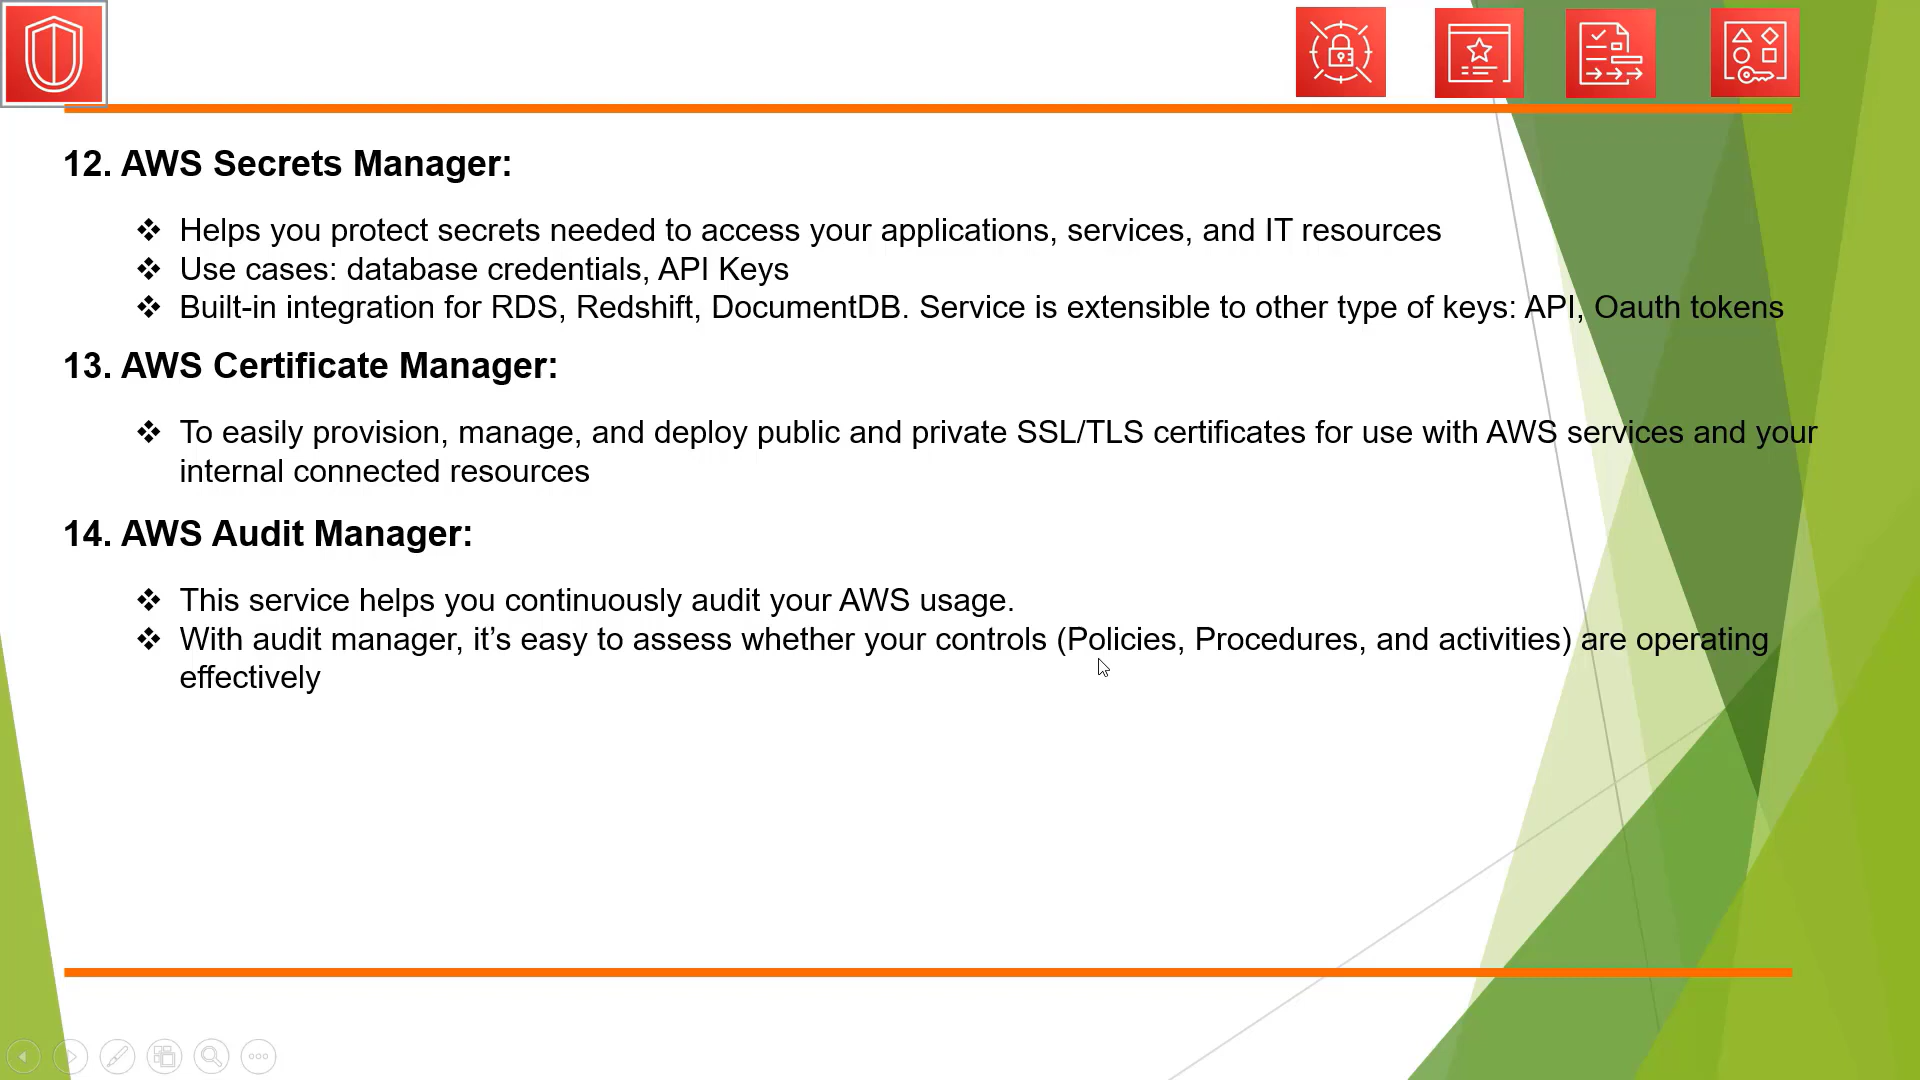 12. AWS Secrets Manager:
❖ Helps you protect secrets needed to access your applications, services, and IT resources
❖ Use cases: database credentials, API Keys
❖ Built-in integration for RDS, Redshift, DocumentDB. Service is extensible to other type of keys: API, Oauth tokens
13. AWS Certificate Manager:
❖ To easily provision, manage, and deploy public and private SSL/TLS certificates for use with AWS services and your
internal connected resources
14. AWS Audit Manager:
❖ This service helps you continuously audit your AWS usage.
❖ With audit manager, it’s easy to assess whether your controls (Policies, Procedures, and activities) are operating
effectively